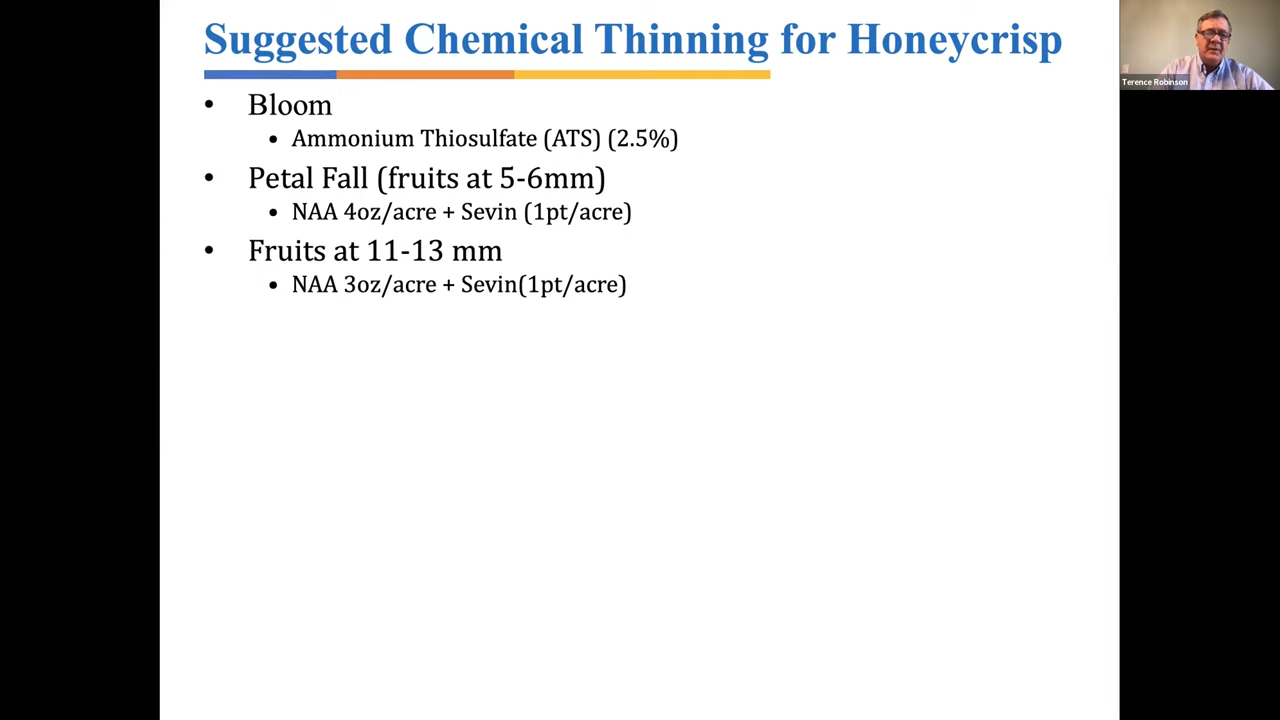 Suggested Chemical Thinning for Honeycrisp
• Bloom
• Ammonium Thiosulfate (ATS) (2.5%)
• Petal Fall (fruits at 5-6mm)
• NAA 4oz/acre + Sevin (1pt/acre)
• Fruits at 11-13 mm
• NAA 3oz/acre + Sevin(1pt/acre)
Terence Robinson